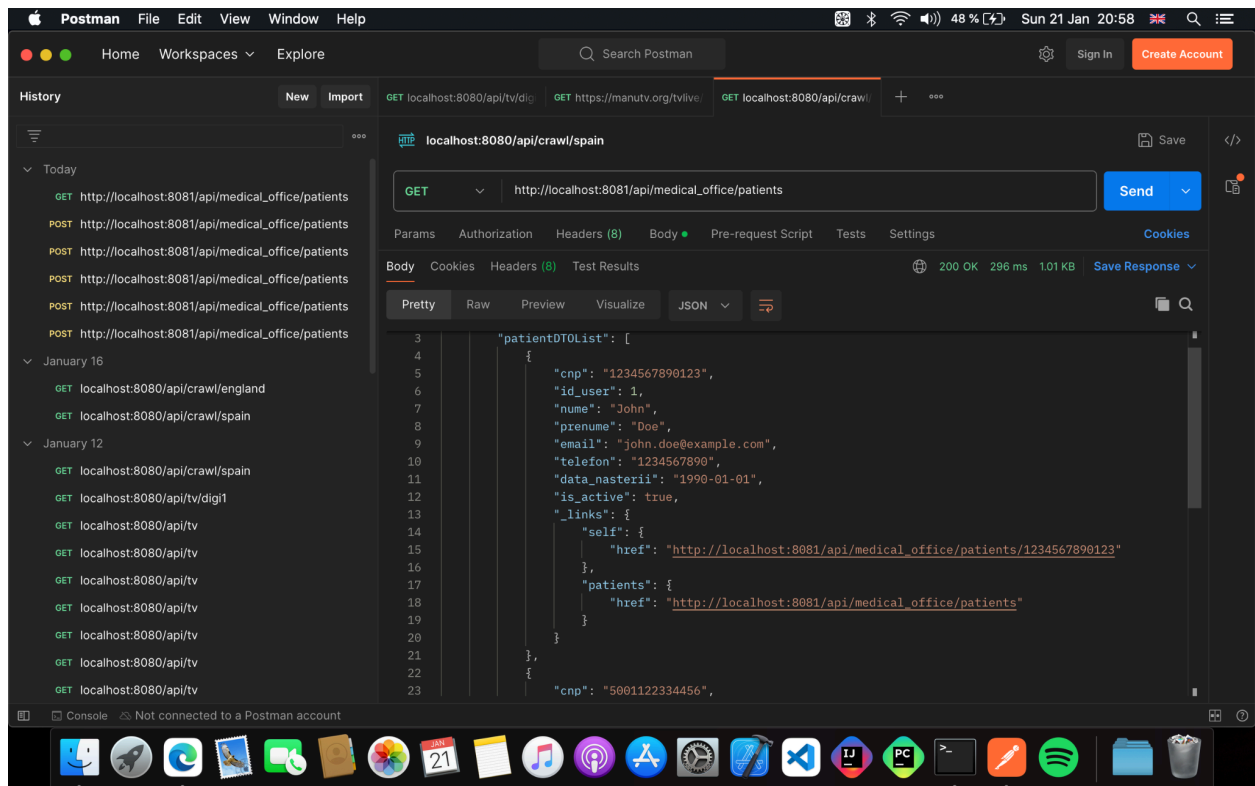 Postman File Edit View Window Help 48 % Sun 21 Jan 20:58
Home Workspaces Explore Search Postman Sign In Create Account
History New Import GET localhost:8080/api/tv/digi GET https://manutv.org/tvlive/ GET localhost:8080/api/crawl/
HTTP localhost:8080/api/crawl/spain Save </>
Today
GET http://localhost:8081/api/medical_office/patients
POST http://localhost:8081/api/medical_office/patients
POST http://localhost:8081/api/medical_office/patients
POST http://localhost:8081/api/medical_office/patients
POST http://localhost:8081/api/medical_office/patients
POST http://localhost:8081/api/medical_office/patients
January 16
GET localhost:8080/api/crawl/england
GET localhost:8080/api/crawl/spain
January 12
GET localhost:8080/api/crawl/spain
GET localhost:8080/api/tv/digi1
GET localhost:8080/api/tv
GET localhost:8080/api/tv
GET localhost:8080/api/tv
GET localhost:8080/api/tv
GET localhost:8080/api/tv
GET localhost:8080/api/tv
GET localhost:8080/api/tv
GET http://localhost:8081/api/medical_office/patients Send
Params Authorization Headers (8) Body Pre-request Script Tests Settings Cookies
Body Cookies Headers (8) Test Results 200 OK 296 ms 1.01 KB Save Response
Pretty Raw Preview Visualize JSON
3 "patientDTOList": [
4 {
5 "cnp": "1234567890123",
6 "id_user": 1,
7 "nume": "John",
8 "prenume": "Doe",
9 "email": "john.doe@example.com",
10 "telefon": "1234567890",
11 "data_nasterii": "1990-01-01",
12 "is_active": true,
13 "_links": {
14 "self": {
15 "href": "http://localhost:8081/api/medical_office/patients/1234567890123"
16 },
17 "patients": {
18 "href": "http://localhost:8081/api/medical_office/patients"
19 }
20 }
21 },
22 {
23 "cnp": "5001122334456",
Console Not connected to a Postman account
JAN
21
IJ
PC
>_